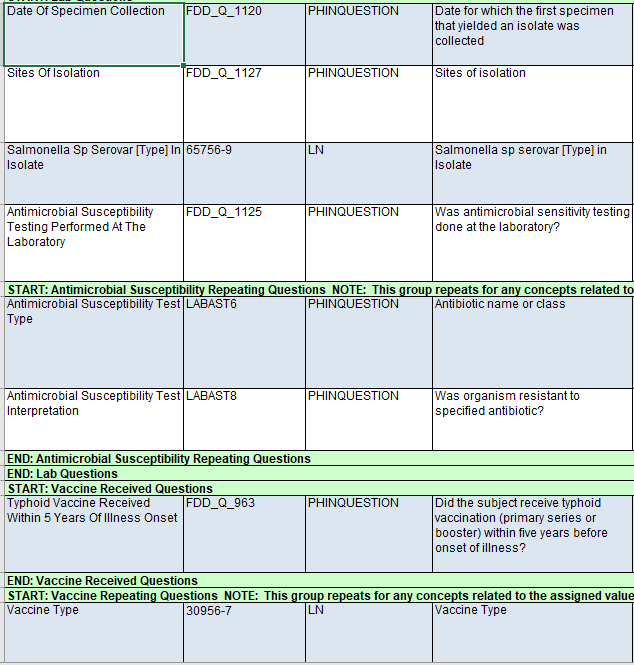 Date Of Specimen Collection FDD_Q_1120 PHINQUESTION Date for which the first specimen
that yielded an isolate was
collected
Sites Of Isolation FDD_Q_1127 PHINQUESTION Sites of isolation
Salmonella Sp Serovar [Type] In 65756-9 LN Salmonella sp serovar [Type] in
Isolate Isolate
Antimicrobial Susceptibility FDD_Q_1125 PHINQUESTION Was antimicrobial sensitivity testing
Testing Performed At The done at the laboratory?
Laboratory
START: Antimicrobial Susceptibility Repeating Questions NOTE: This group repeats for any concepts related to
Antimicrobial Susceptibility Test LABAST6 PHINQUESTION Antibiotic name or class
Type
Antimicrobial Susceptibility Test LABAST8 PHINQUESTION Was organism resistant to
Interpretation specified antibiotic?
END: Antimicrobial Susceptibility Repeating Questions
END: Lab Questions
START: Vaccine Received Questions
Typhoid Vaccine Received FDD_Q_963 PHINQUESTION Did the subject receive typhoid
Within 5 Years Of Illness Onset vaccination (primary series or
booster) within five years before
onset of illness?
END: Vaccine Received Questions
START: Vaccine Repeating Questions NOTE: This group repeats for any concepts related to the assigned value
Vaccine Type 30956-7 LN Vaccine Type